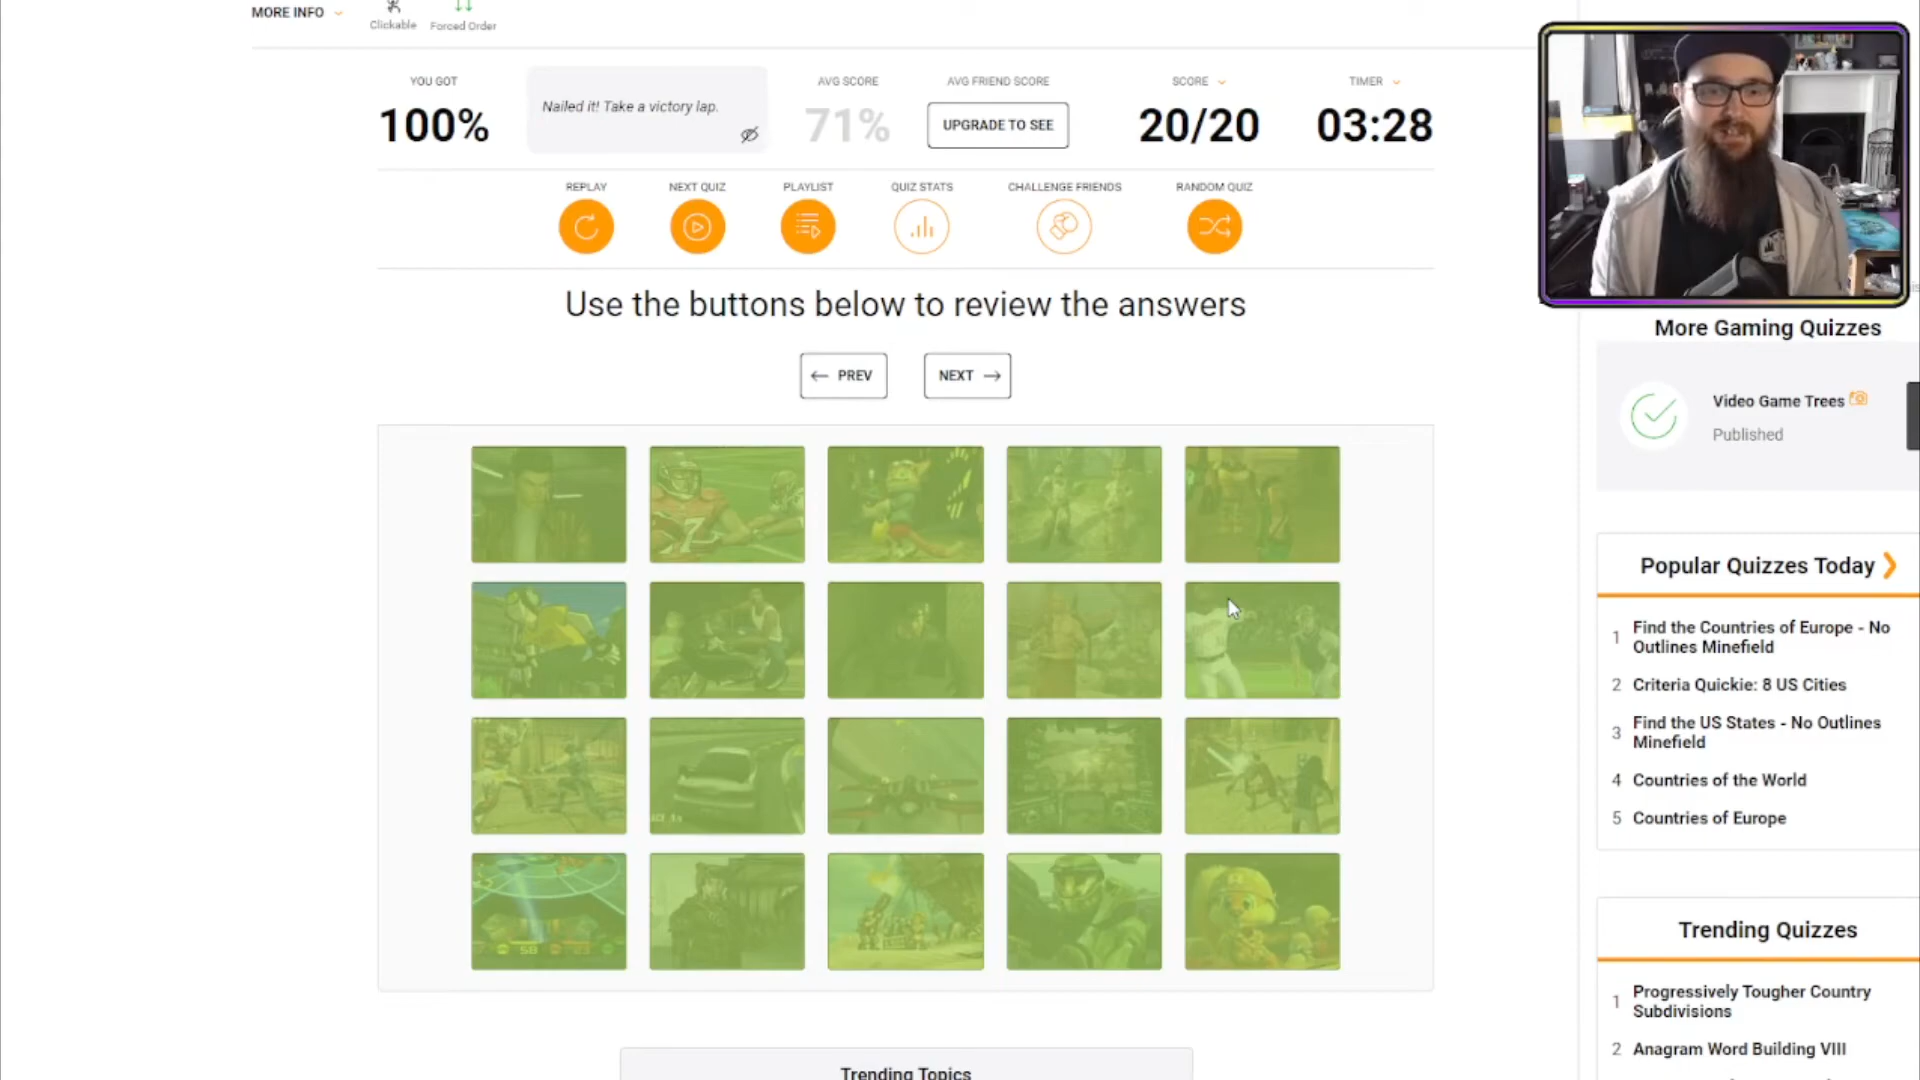 MORE INFO
Clickable
Forced Order
YOU GOT
100%
Nailed it! Take a victory lap.
AVG SCORE
71%
AVG FRIEND SCORE
UPGRADE TO SEE
SCORE
20/20
TIMER
03:28
REPLAY
NEXT QUIZ
PLAYLIST
QUIZ STATS
CHALLENGE FRIENDS
RANDOM QUIZ
Use the buttons below to review the answers
← PREV
NEXT →
58
More Gaming Quizzes
Video Game Trees
Published
Popular Quizzes Today
1 Find the Countries of Europe - No
Outlines Minefield
2 Criteria Quickie: 8 US Cities
3 Find the US States - No Outlines
Minefield
4 Countries of the World
5 Countries of Europe
Trending Quizzes
1 Progressively Tougher Country
Subdivisions
2 Anagram Word Building VIII
Trending Topics